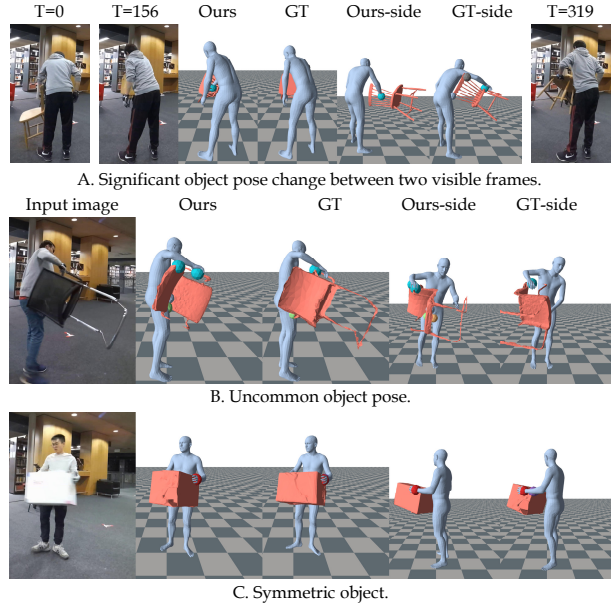 T=0 T=156 Ours GT Ours-side GT-side T=319
A. Significant object pose change between two visible frames.
Input image Ours GT Ours-side GT-side
B. Uncommon object pose.
C. Symmetric object.